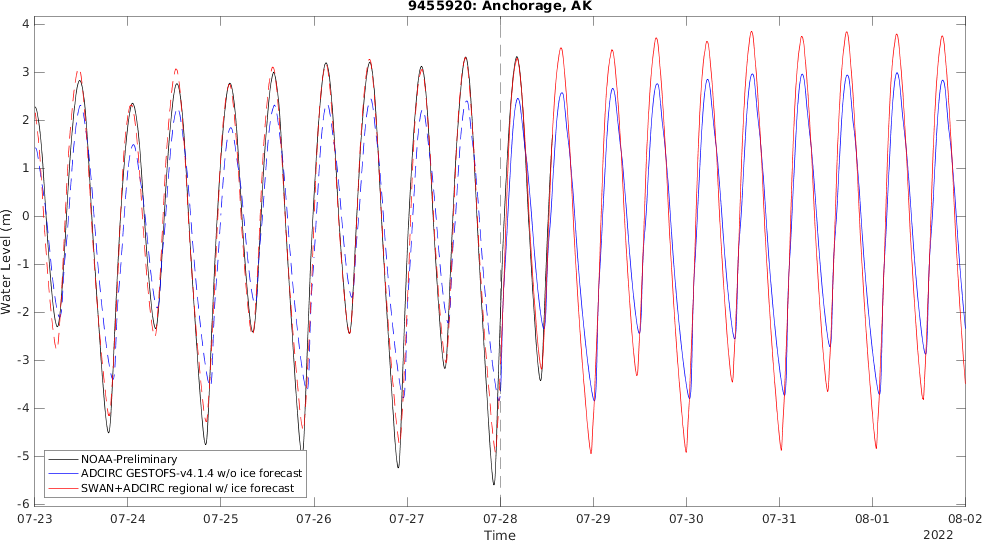 9455920: Anchorage, AK
4
3
2
1
0
-1
-2
-3
-4
-5
-6
Water Level (m)
NOAA-Preliminary
ADCIRC GESTOFS-v4.1.4 w/o ice forecast
SWAN+ADCIRC regional w/ ice forecast
07-23 07-24 07-25 07-26 07-27 07-28 07-29 07-30 07-31 08-01 08-02
Time
2022